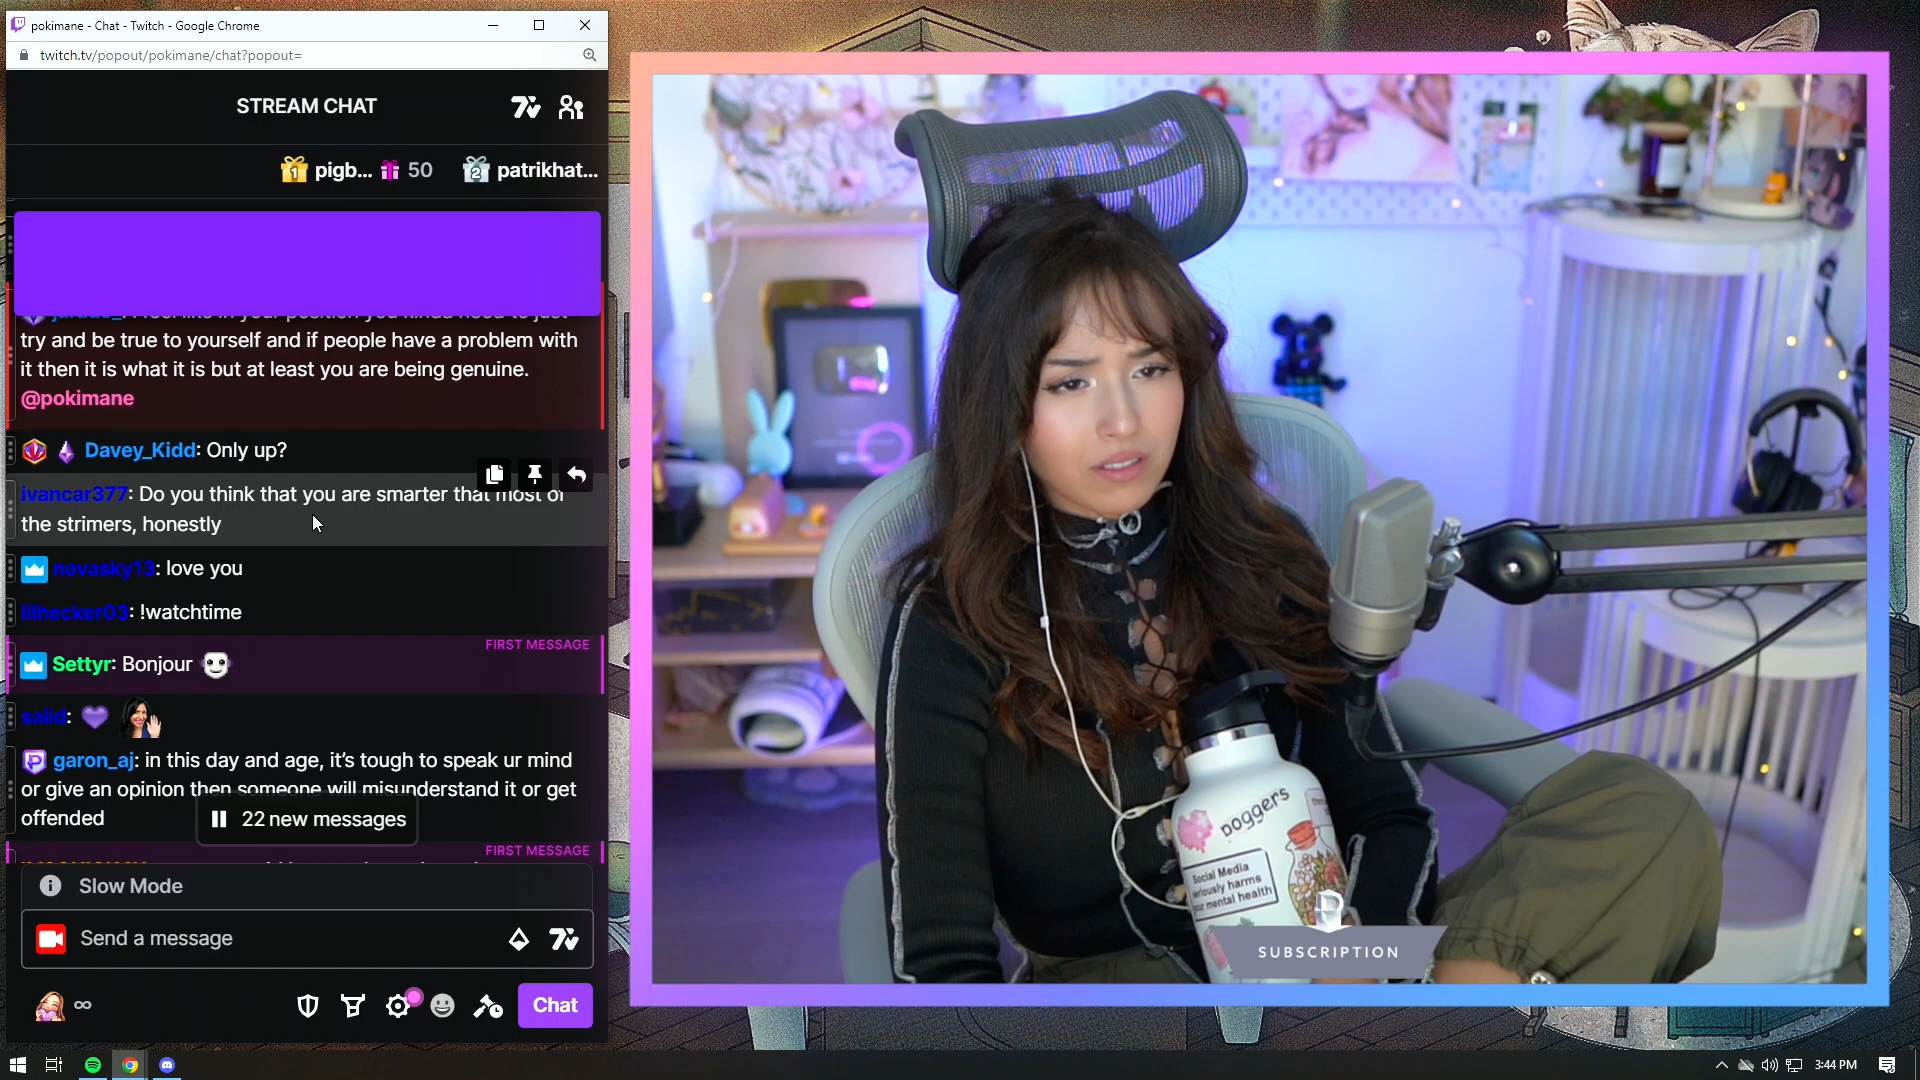 pokimane - Chat - Twitch - Google Chrome
twitch.tv/popout/pokimane/chat?popout=
STREAM CHAT
1 pigb... 50 2 patrikhat...
try and be true to yourself and if people have a problem with
it then it is what it is but at least you are being genuine.
@pokimane
Davey_Kidd: Only up?
ivancar377: Do you think that you are smarter that most of
the strimers, honestly
novasky13: love you
lilhecker03: !watchtime
FIRST MESSAGE
Settyr: Bonjour
garon_aj: in this day and age, it's tough to speak ur mind
or give an opinion then someone will misunderstand it or get
offended
22 new messages
FIRST MESSAGE
Slow Mode
Send a message
Chat
poggers
Social Media
seriously harms
your mental health
SUBSCRIPTION
3:44 PM